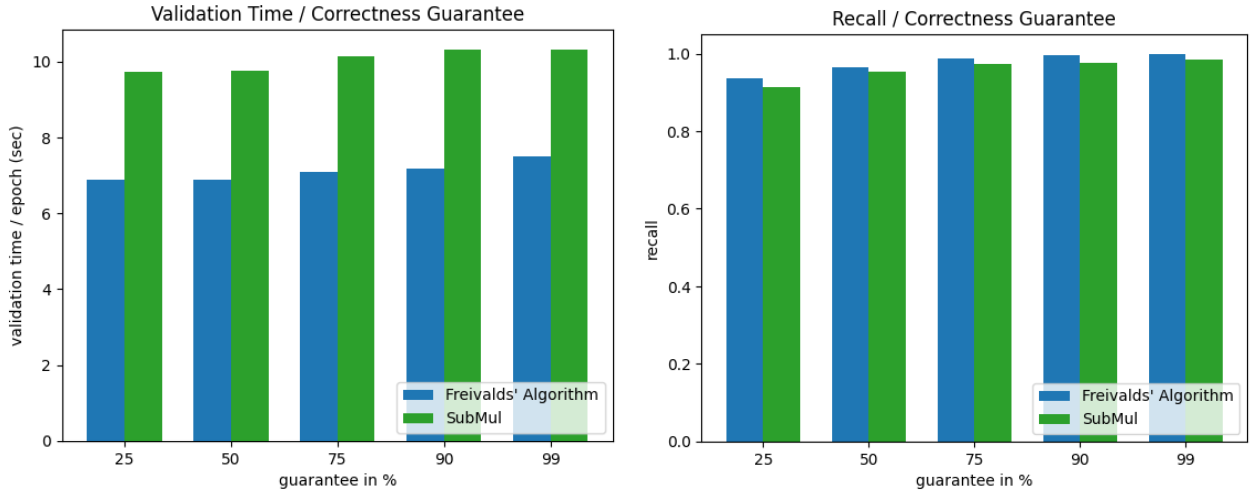 Validation Time / Correctness Guarantee
validation time / epoch (sec)
10
8
6
4
2
0
25 50 75 90 99
guarantee in %
Freivalds' Algorithm
SubMul
Recall / Correctness Guarantee
recall
1.0
0.8
0.6
0.4
0.2
0.0
25 50 75 90 99
guarantee in %
Freivalds' Algorithm
SubMul